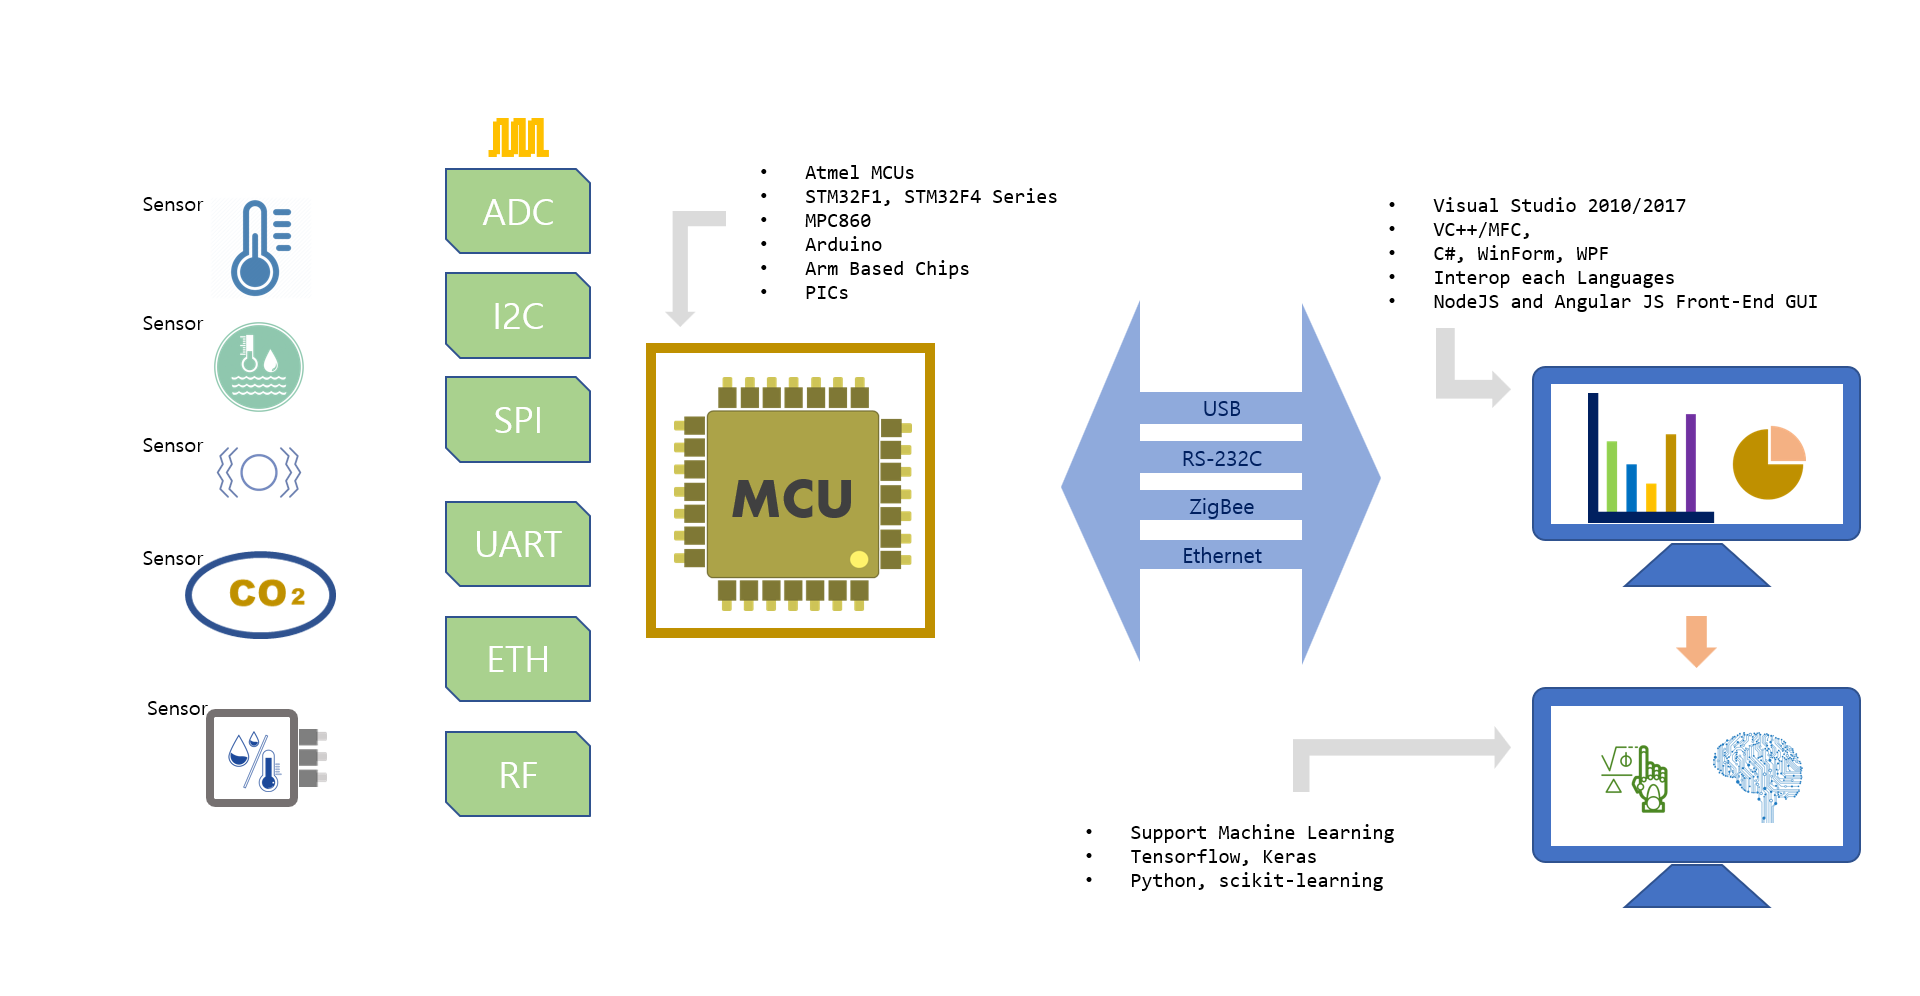 Sensor
Sensor
Sensor
Sensor
CO2
Sensor
ADC
I2C
SPI
UART
ETH
RF
• Atmel MCUs
• STM32F1, STM32F4 Series
• MPC860
• Arduino
• Arm Based Chips
• PICs
MCU
USB
RS-232C
ZigBee
Ethernet
• Visual Studio 2010/2017
• VC++/MFC,
• C#, WinForm, WPF
• Interop each Languages
• NodeJS and Angular JS Front-End GUI
• Support Machine Learning
• Tensorflow, Keras
• Python, scikit-learning
√Φ
△